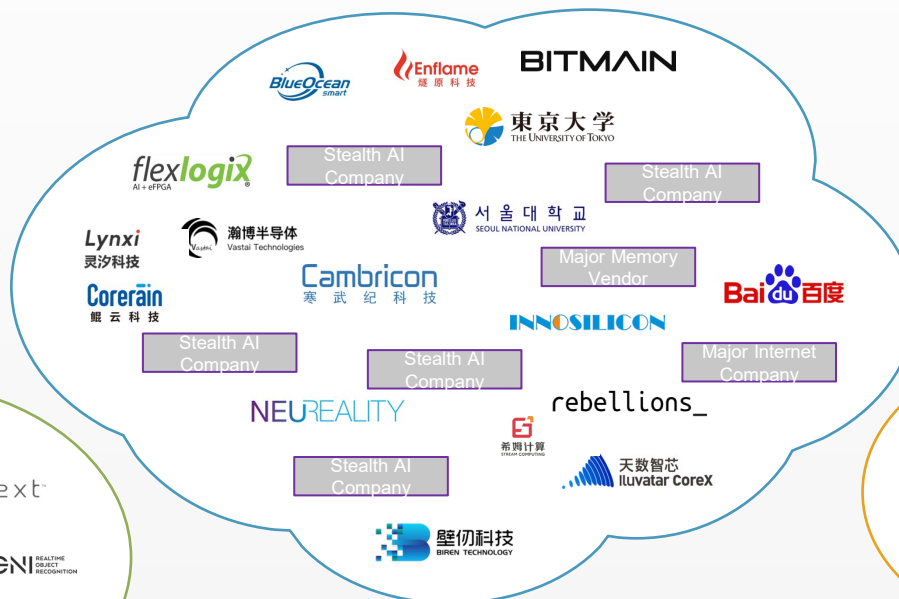 BlueOcean
smart
Enflame
燧原科技
BITMAIN
東京大学
THE UNIVERSITY OF TOKYO
flexlogix®
AI + eFPGA
Stealth AI
Company
Stealth AI
Company
서울대학교
SEOUL NATIONAL UNIVERSITY
Lynxi
灵汐科技
Vastai
瀚博半导体
Vastai Technologies
Major Memory
Vendor
Cambricon
寒武纪科技
Baidu百度
Corerain
鲲云科技
INNOSILICON
Stealth AI
Company
Stealth AI
Company
Major Internet
Company
NEUREALITY
rebellions_
希姆计算
STREAM COMPUTING
Stealth AI
Company
天数智芯
Iluvatar CoreX
ext™
GNI REALTIME
OBJECT
RECOGNITION
壁仞科技
BIREN TECHNOLOGY